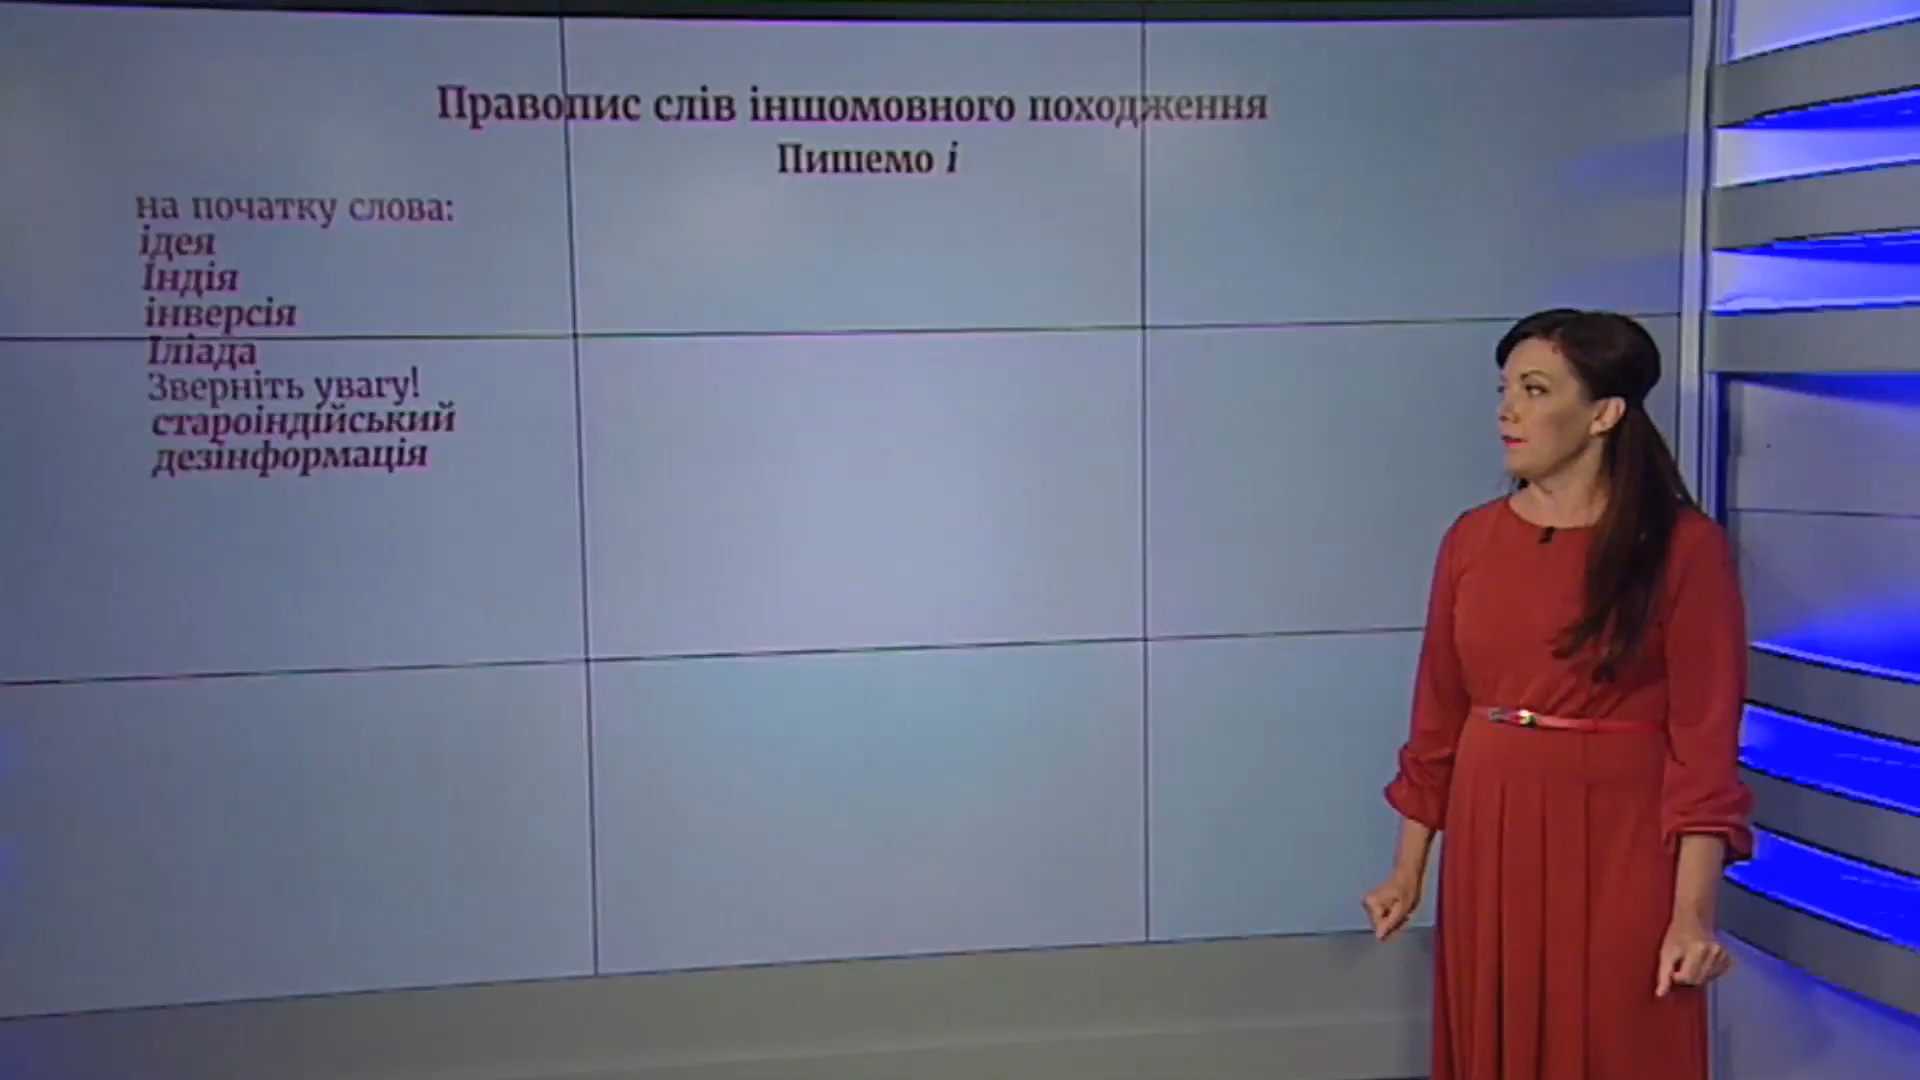 Правопис слів іншомовного походження
Пишемо і
на початку слова:
ідея
Індія
інверсія
Іліада
Зверніть увагу!
староіндійський
дезінформація